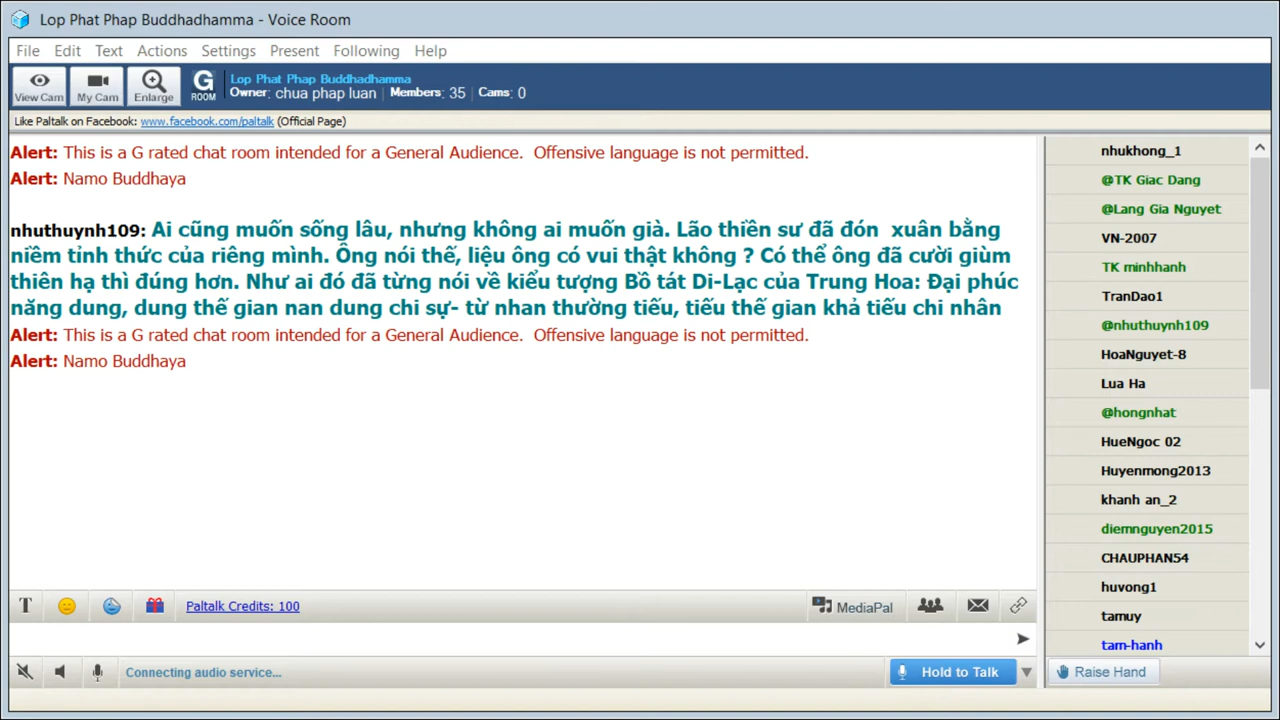 Lop Phat Phap Buddhadhamma - Voice Room
File Edit Text Actions Settings Present Following Help
View Cam
My Cam
Enlarge
G ROOM
Lop Phat Phap Buddhadhamma
Owner: chua phap luan | Members: 35 | Cams: 0
Like Paltalk on Facebook: www.facebook.com/paltalk (Official Page)
Alert: This is a G rated chat room intended for a General Audience. Offensive language is not permitted.
Alert: Namo Buddhaya
nhuthuynh109: Ai cũng muốn sống lâu, nhưng không ai muốn già. Lão thiền sư đã đón xuân bằng
niềm tỉnh thức của riêng mình. Ông nói thế, liệu ông có vui thật không ? Có thể ông đã cười giùm
thiên hạ thì đúng hơn. Như ai đó đã từng nói về kiểu tượng Bồ tát Di-Lạc của Trung Hoa: Đại phúc
năng dung, dung thế gian nan dung chi sự- từ nhan thường tiếu, tiếu thế gian khả tiếu chi nhân
Alert: This is a G rated chat room intended for a General Audience. Offensive language is not permitted.
Alert: Namo Buddhaya
nhukhong_1
@TK Giac Dang
@Lang Gia Nguyet
VN-2007
TK minhhanh
TranDao1
@nhuthuynh109
HoaNguyet-8
Lua Ha
@hongnhat
HueNgoc 02
Huyenmong2013
khanh an_2
diemnguyen2015
CHAUPHAN54
huvong1
tamuy
tam-hanh
T
Paltalk Credits: 100
MediaPal
Connecting audio service...
Hold to Talk
Raise Hand